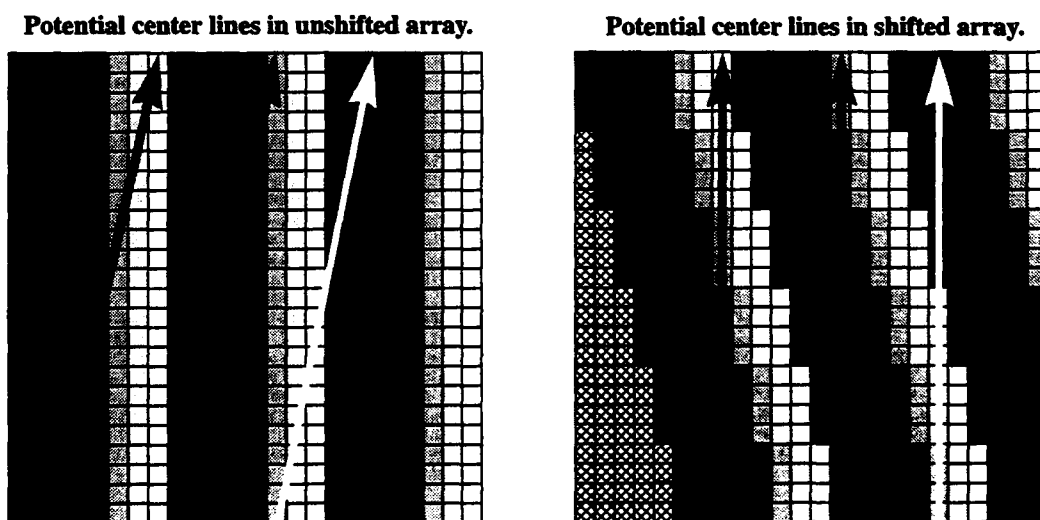 Potential center lines in unshifted array.
Potential center lines in shifted array.